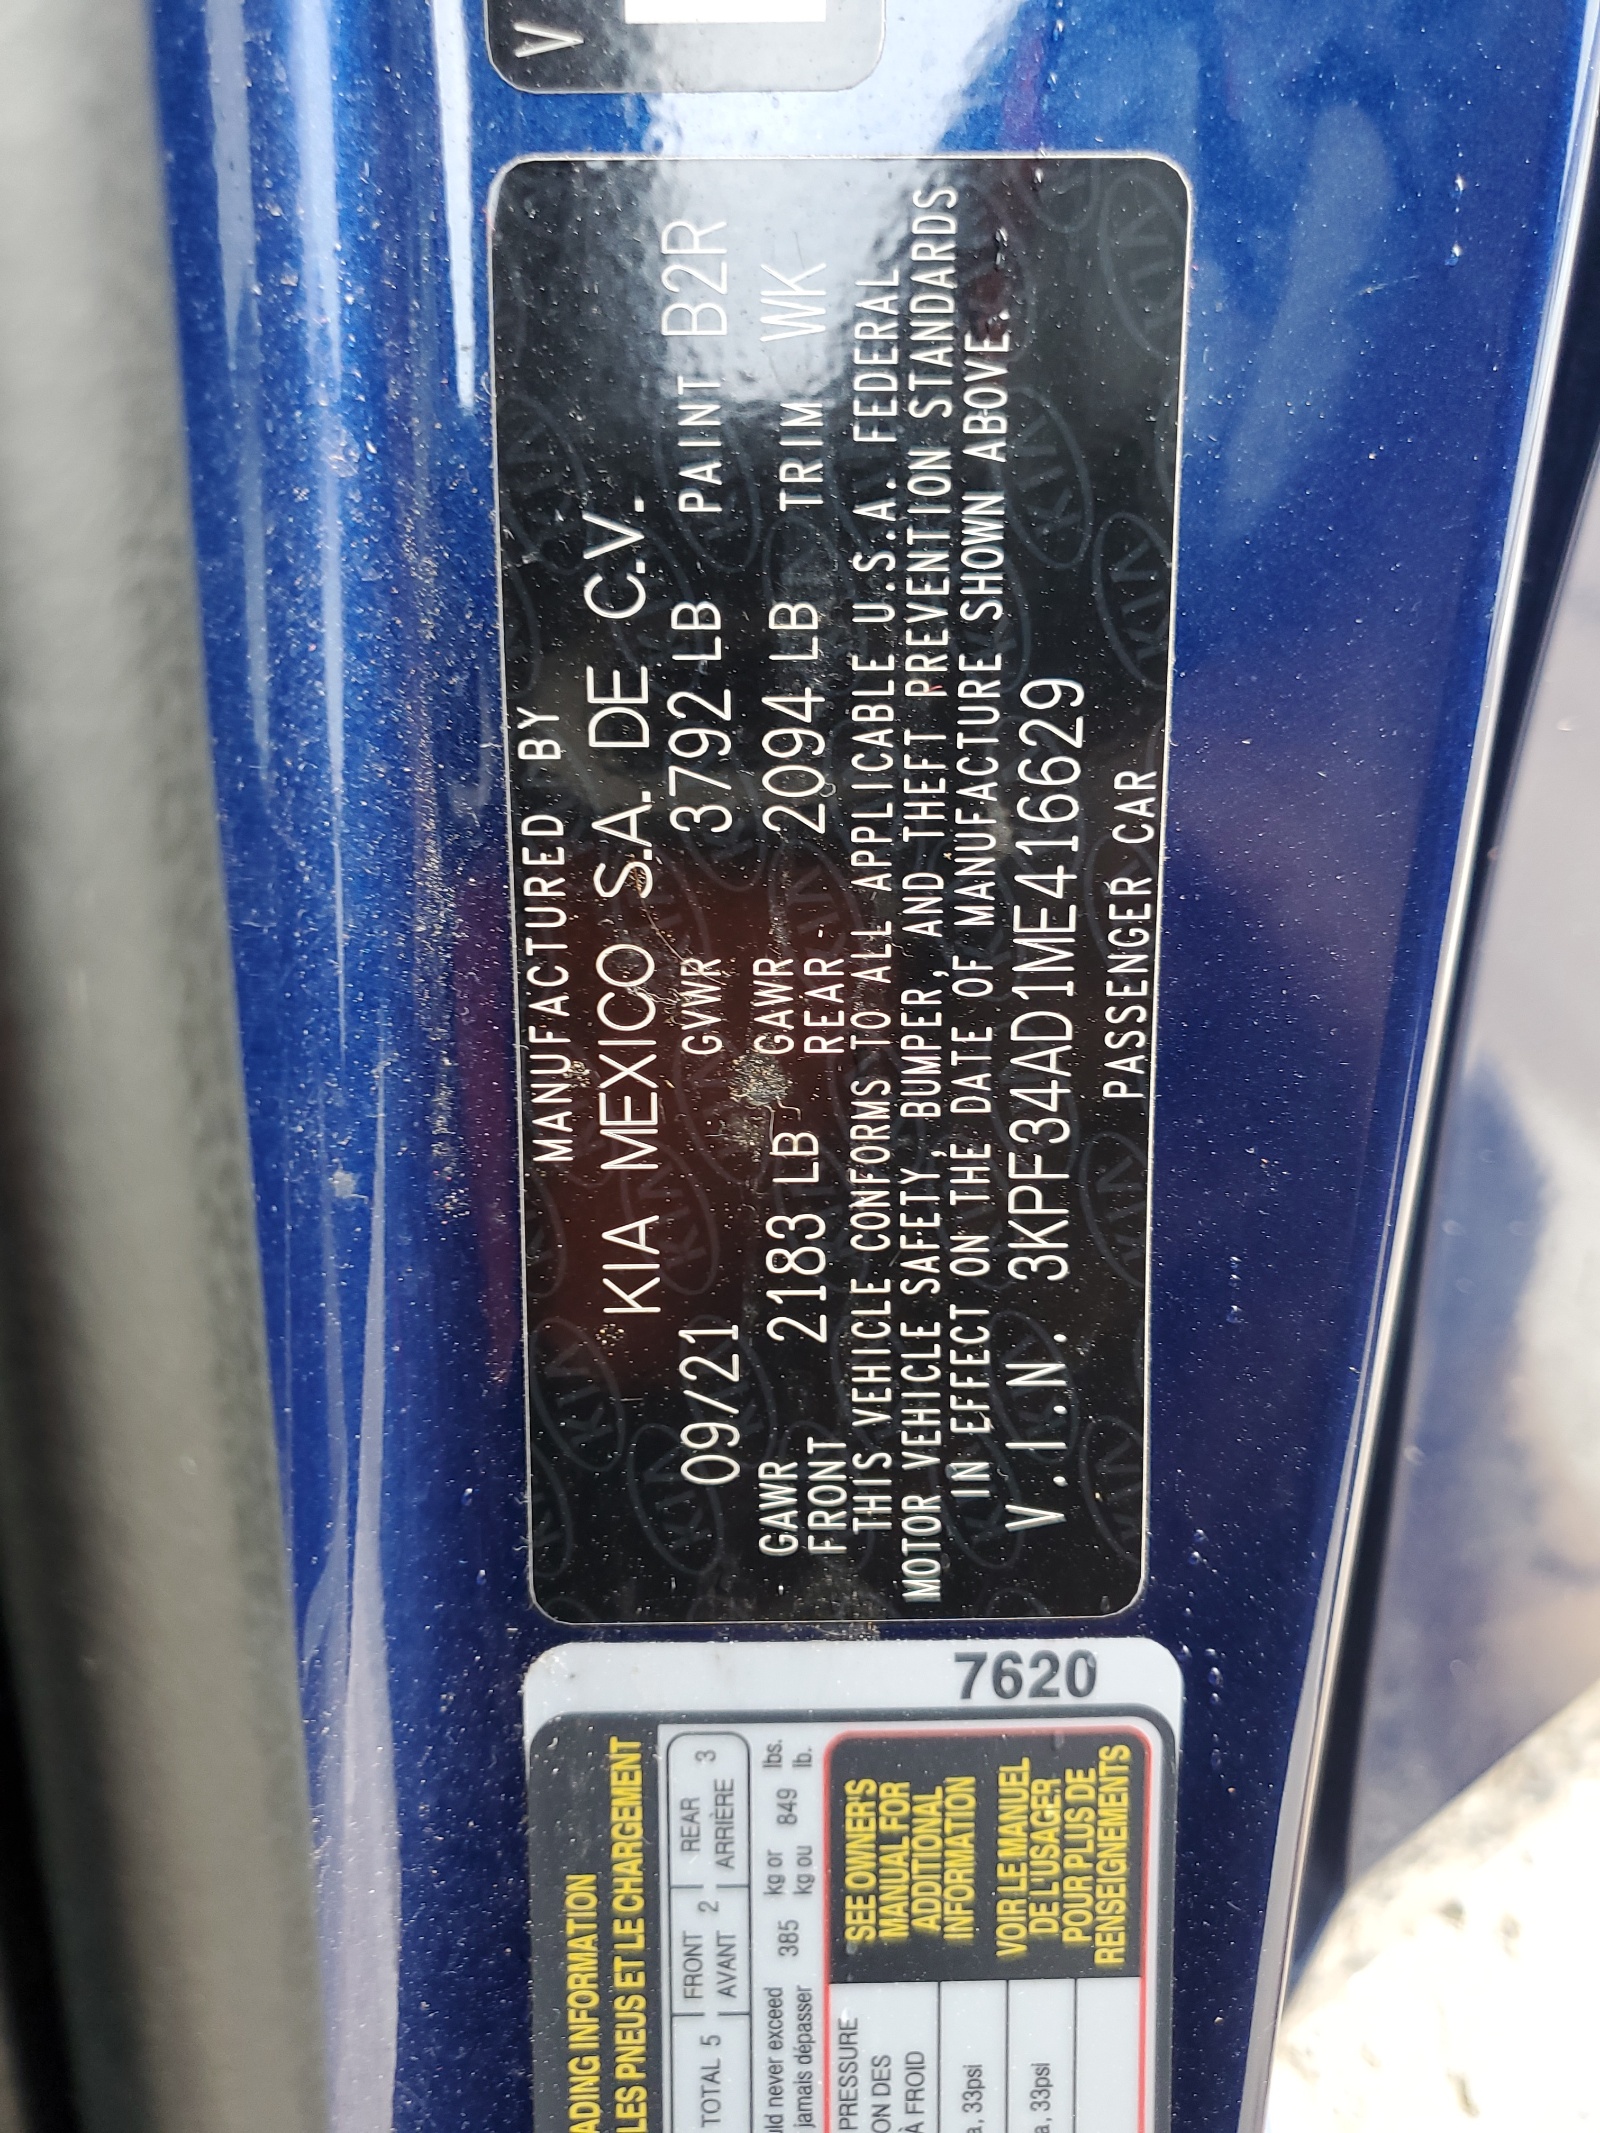 V
MANUFACTURED BY
KIA MEXICO S.A. DE C.V.
09/21 GVWR 3792 LB PAINT B2R
GAWR FRONT 2183 LB GAWR REAR 2094 LB TRIM WK
THIS VEHICLE CONFORMS TO ALL APPLICABLE U.S.A. FEDERAL
MOTOR VEHICLE SAFETY, BUMPER, AND THEFT PREVENTION STANDARDS
IN EFFECT ON THE DATE OF MANUFACTURE SHOWN ABOVE.
V.I.N. 3KPF34AD1ME416629
PASSENGER CAR
7620
ADING INFORMATION
LES PNEUS ET LE CHARGEMENT
TOTAL 5 FRONT AVANT 2 REAR ARRIÈRE 3
uld never exceed 385 kg or 849 lbs.
jamais dépasser kg ou lb.
PRESSURE
ON DES
À FROID
a, 33psi
a, 33psi
SEE OWNER'S
MANUAL FOR
ADDITIONAL
INFORMATION
VOIR LE MANUEL
DE L'USAGER
POUR PLUS DE
RENSEIGNEMENTS